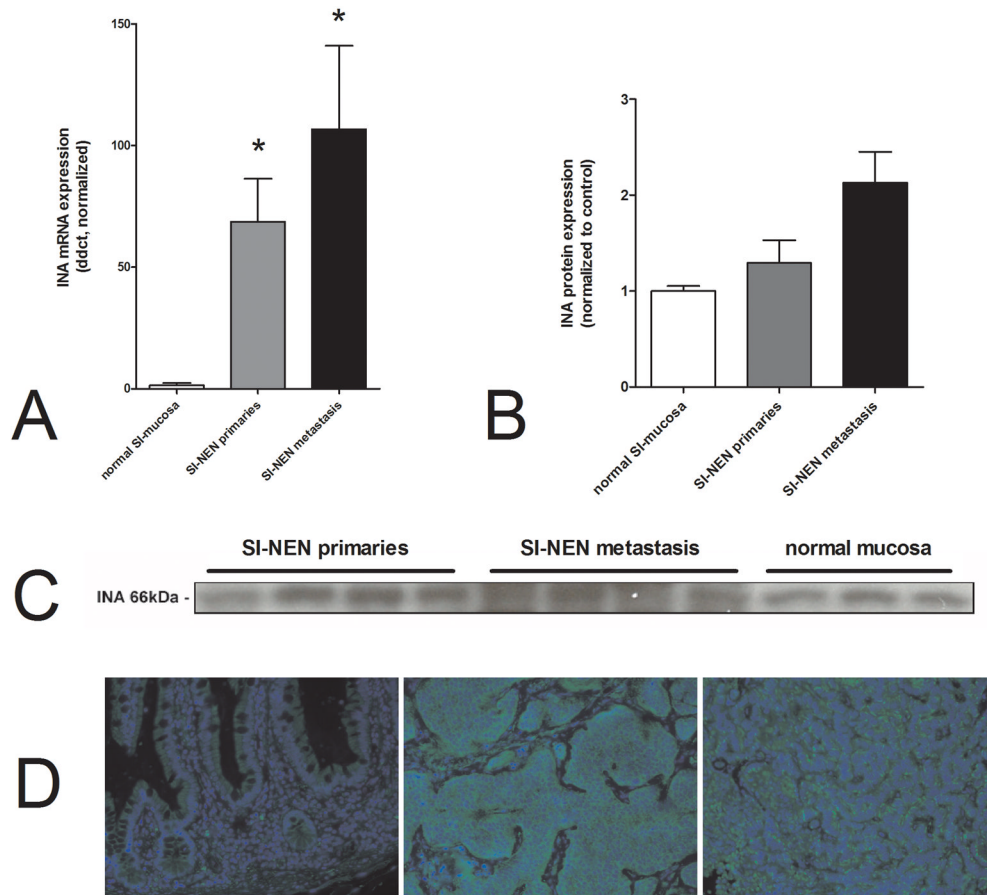 150
100
50
0
INA mRNA expression
(ddct, normalized)
*
*
normal SI-mucosa
SI-NEN primaries
SI-NEN metastasis
A
3
2
1
0
INA protein expression
(normalized to control)
normal SI-mucosa
SI-NEN primaries
SI-NEN metastasis
B
C
SI-NEN primaries
SI-NEN metastasis
normal mucosa
INA 66kDa -
D